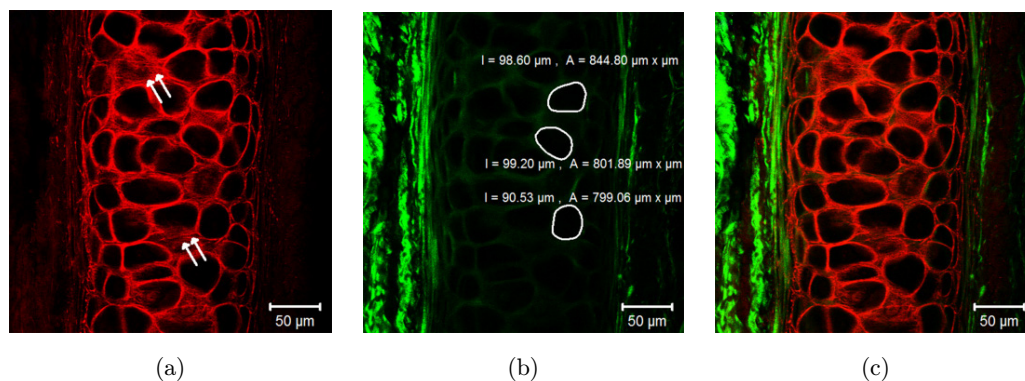 l = 98.60 µm , A = 844.80 µm x µm
l = 99.20 µm , A = 801.89 µm x µm
l = 90.53 µm , A = 799.06 µm x µm
50 µm
50 µm
50 µm
(a)
(b)
(c)